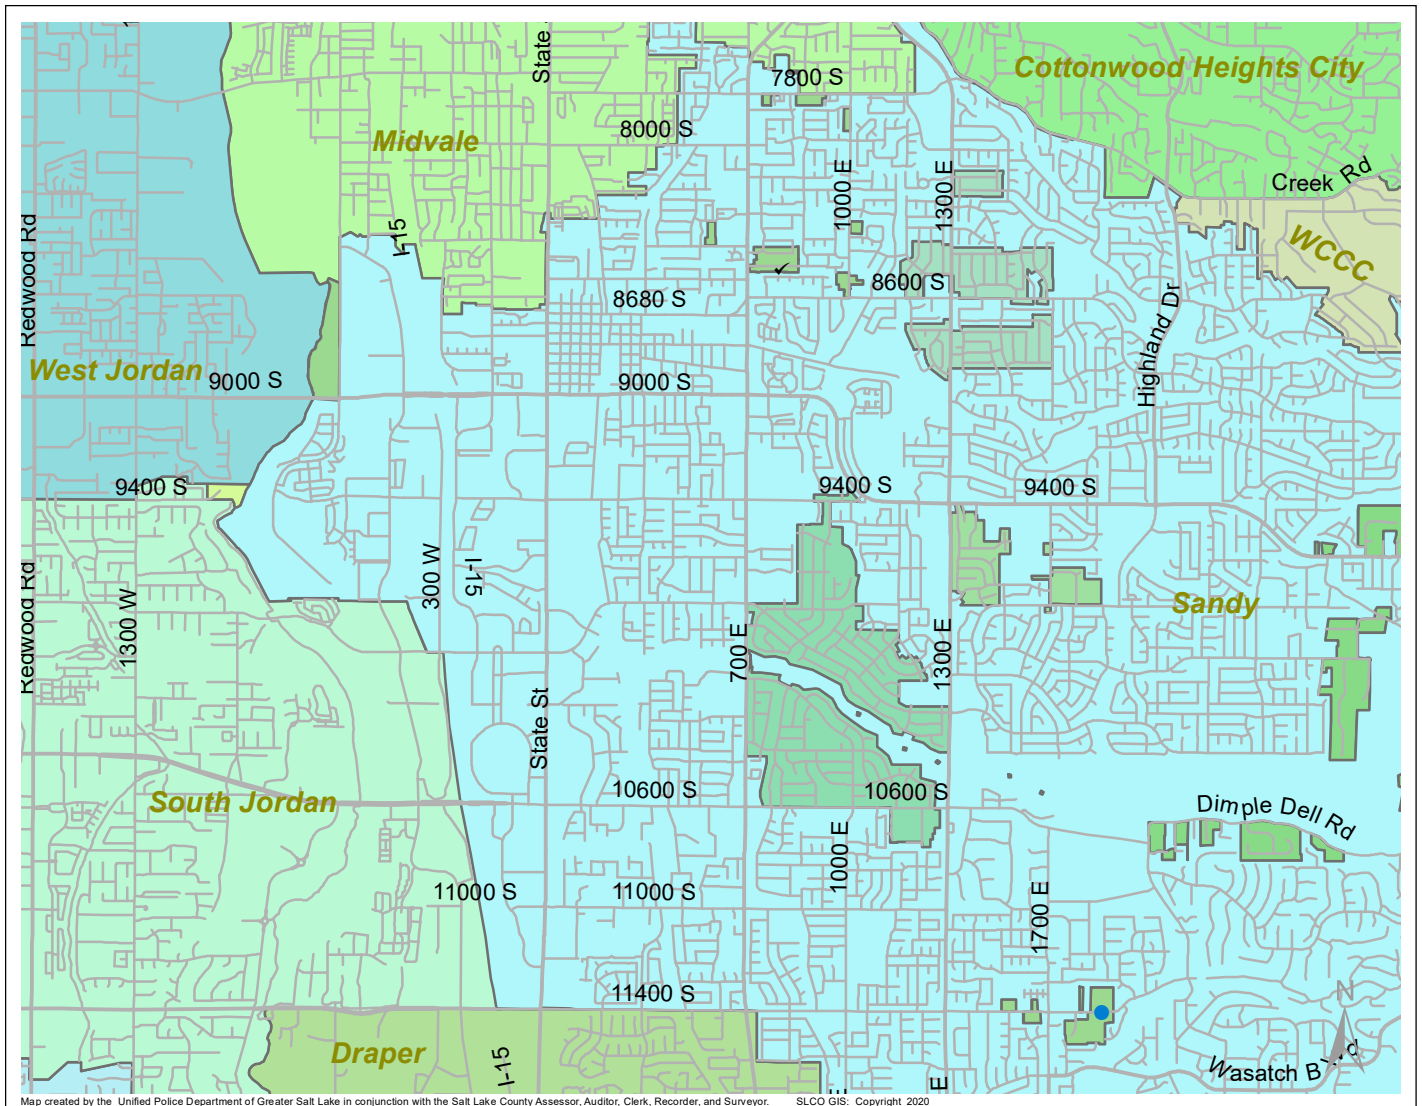 State
7800 S
Cottonwood Heights City
8000 S
Midvale
Creek Rd
1000 E
1300 E
Redwood Rd
I-15
WCCC
8600 S
8680 S
Highland Dr
West Jordan
9000 S
9000 S
9400 S
9400 S
9400 S
300 W
I-15
Redwood Rd
1300 W
Sandy
700 E
1300 E
State St
10600 S
10600 S
South Jordan
Dimple Dell Rd
1000 E
11000 S
11000 S
1700 E
11400 S
N
Draper
I-15
Wasatch Blvd
E
E
Map created by the Unified Police Department of Greater Salt Lake in conjunction with the Salt Lake County Assessor, Auditor, Clerk, Recorder, and Surveyor. SLCO GIS: Copyright 2020